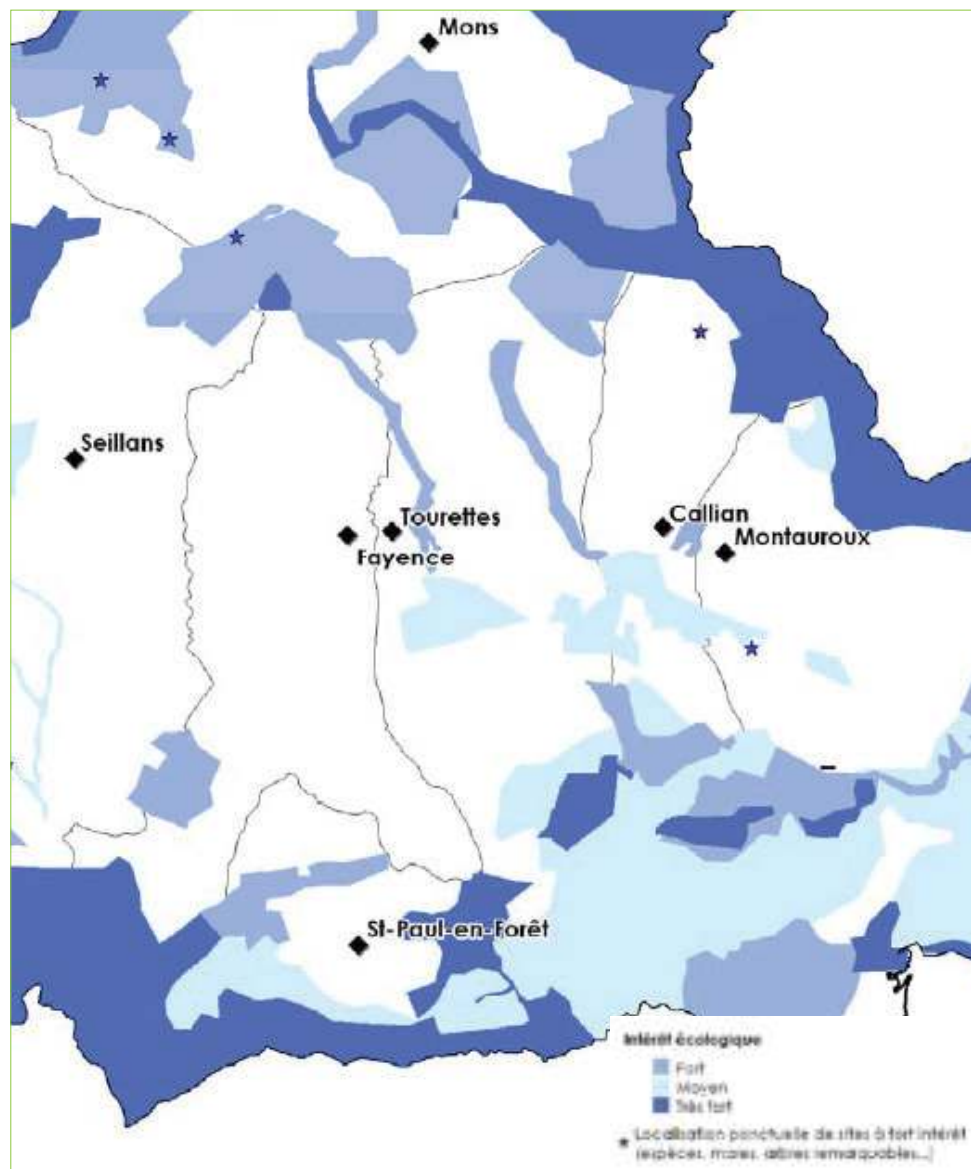 Mons
Seillans
Tourettes
Fayence
Callian
Montauroux
St-Paul-en-Forêt
Intérêt écologique
Fort
Moyen
Très fort
Localisation ponctuelle de sites à fort intérêt
(espèces, mares, arbres remarquables...)